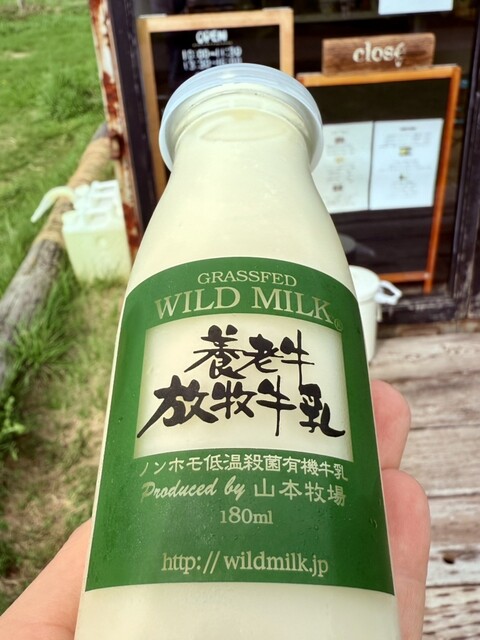 OPEN
close
GRASSFED
WILD MILK®
養老牛
放牧牛乳
ノンホモ低温殺菌有機牛乳
Produced by 山本牧場
180ml
http://wildmilk.jp